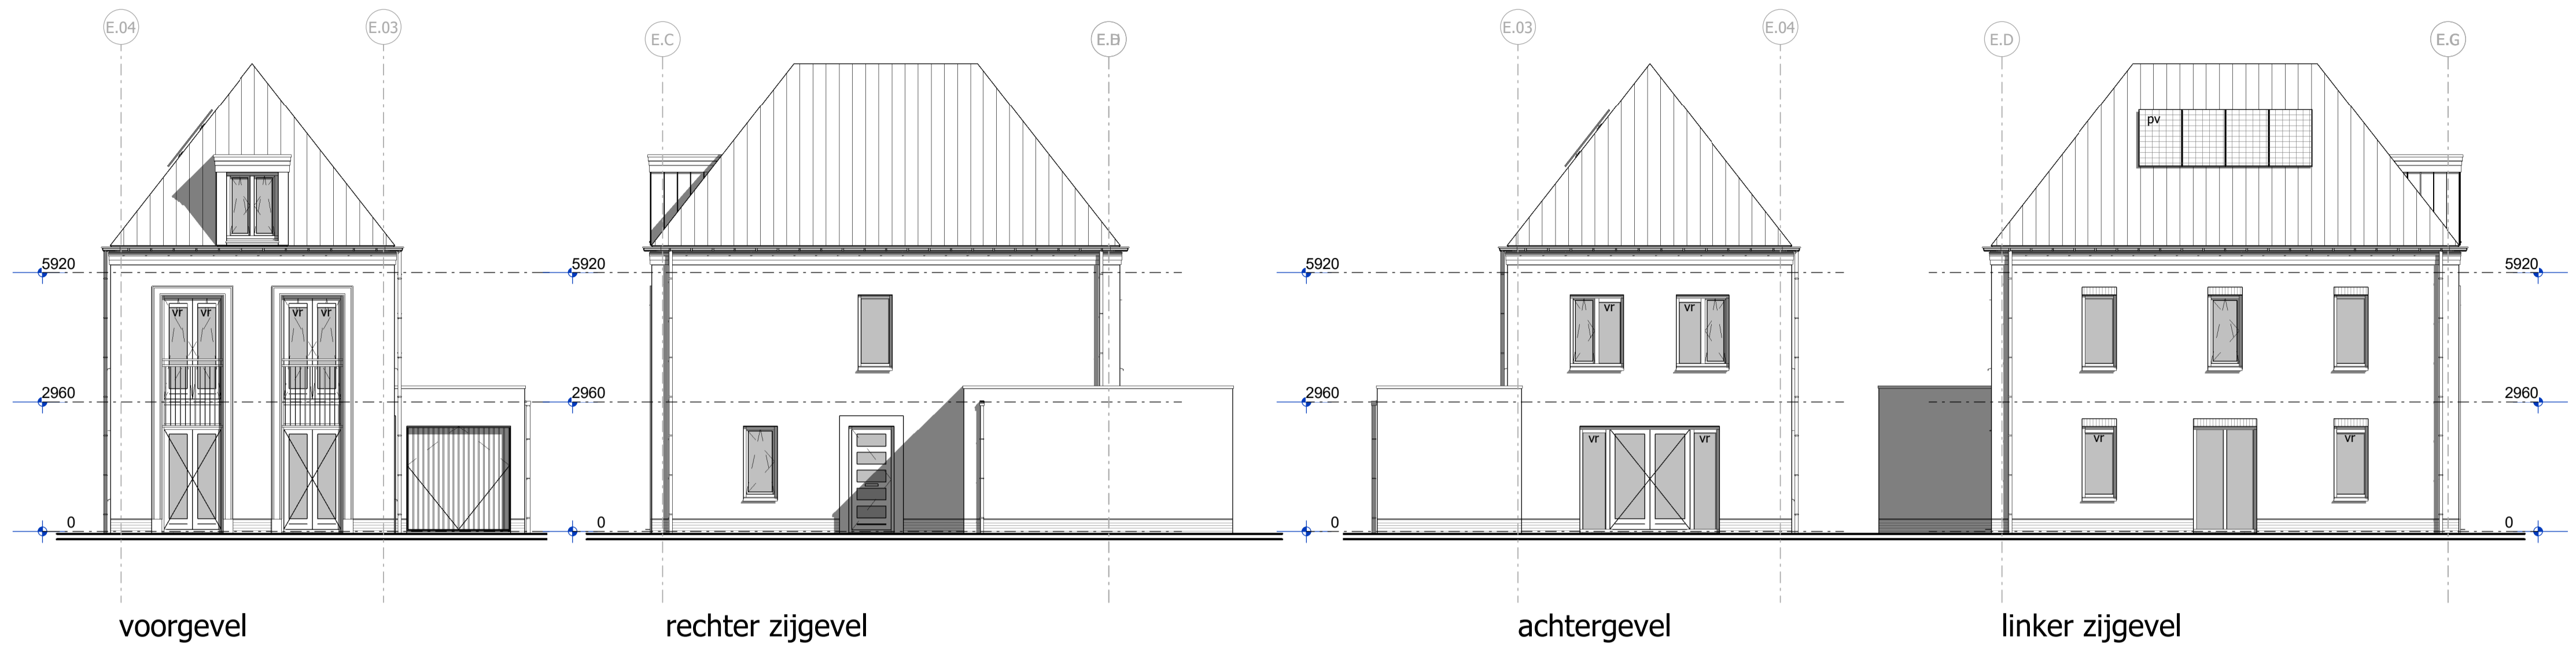 E.04
E.03
E.C
E.03
E.04
E.D
E.G
pv
5920
5920
5920
5920
vr
vr
vr
vr
vr
vr
2960
2960
2960
2960
vr
vr
vr
vr
0
0
0
0
voorgevel
rechter zijgevel
achtergevel
linker zijgevel